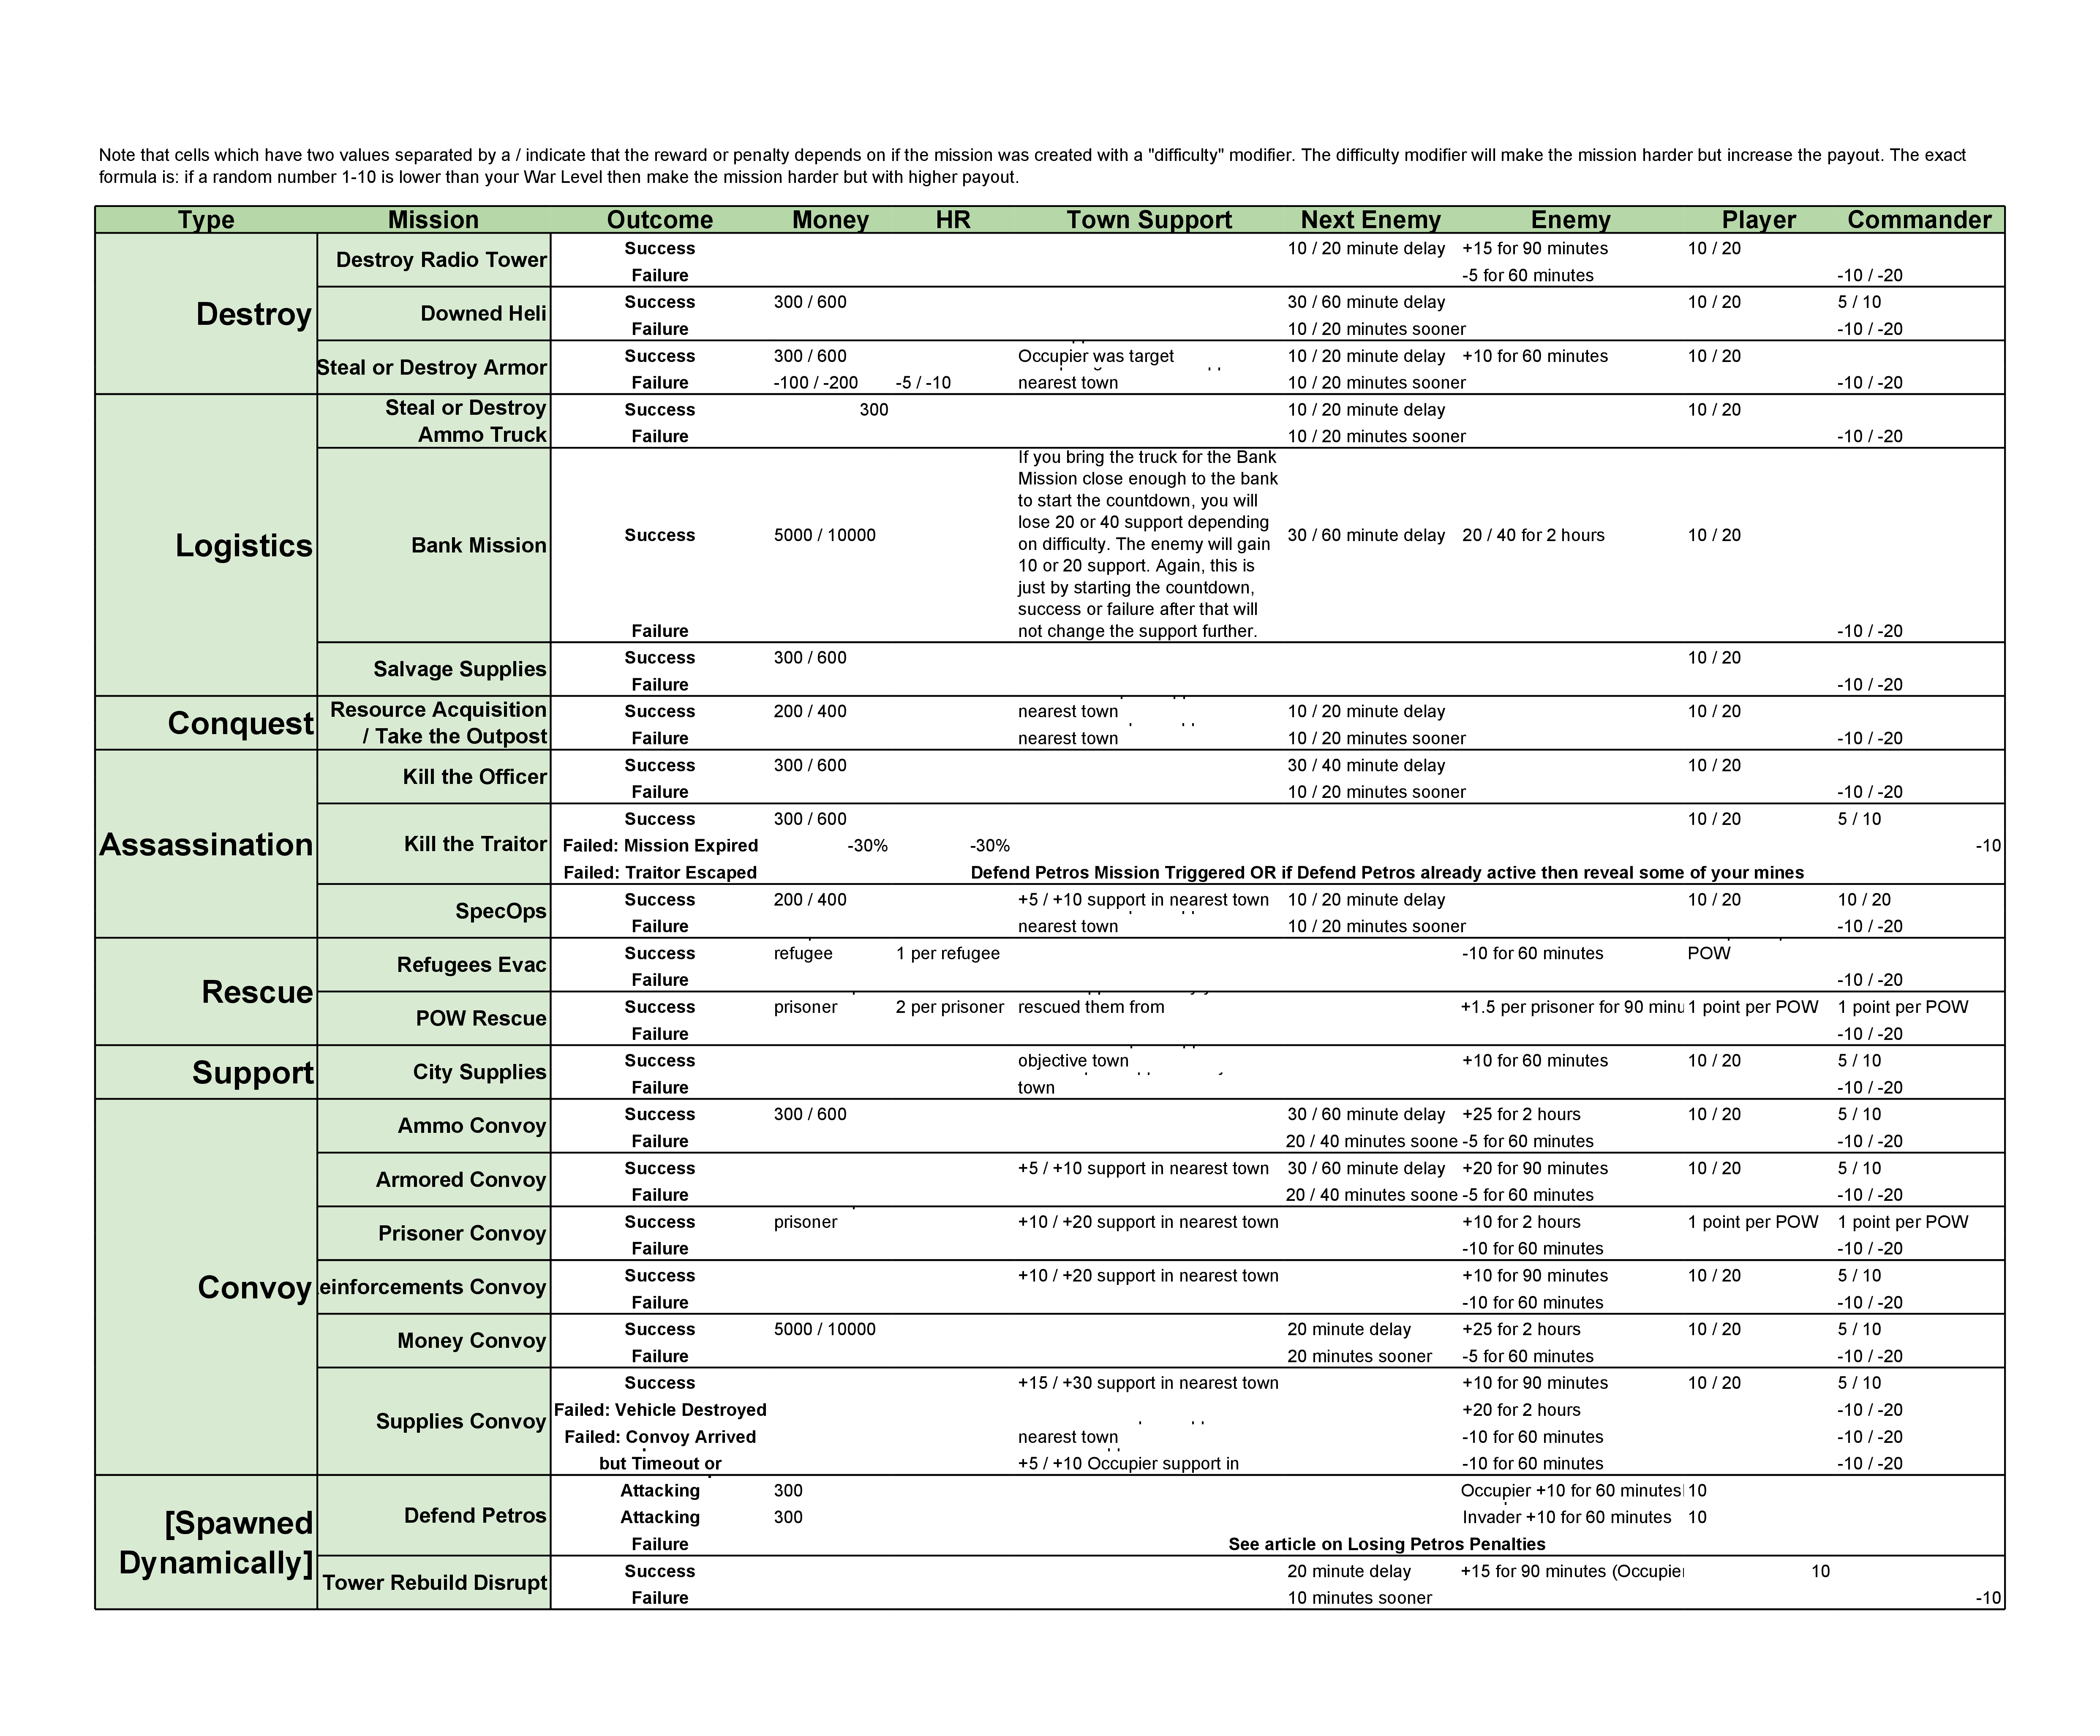 Note that cells which have two values separated by a / indicate that the reward or penalty depends on if the mission was created with a "difficulty" modifier. The difficulty modifier will make the mission harder but increase the payout. The exact
formula is: if a random number 1-10 is lower than your War Level then make the mission harder but with higher payout.
Type Mission Outcome Money HR Town Support Next Enemy Enemy Player Commander
Destroy
Destroy Radio Tower
Success 10 / 20 minute delay +15 for 90 minutes 10 / 20
Failure -5 for 60 minutes -10 / -20
Downed Heli
Success 300 / 600 30 / 60 minute delay 10 / 20 5 / 10
Failure 10 / 20 minutes sooner -10 / -20
Steal or Destroy Armor
Success 300 / 600 Occupier was target 10 / 20 minute delay +10 for 60 minutes 10 / 20
Failure -100 / -200 -5 / -10 nearest town 10 / 20 minutes sooner -10 / -20
Logistics
Steal or Destroy
Ammo Truck
Success 300 10 / 20 minute delay 10 / 20
Failure 10 / 20 minutes sooner -10 / -20
Bank Mission
If you bring the truck for the Bank
Mission close enough to the bank
to start the countdown, you will
lose 20 or 40 support depending
on difficulty. The enemy will gain
10 or 20 support. Again, this is
just by starting the countdown,
success or failure after that will
not change the support further.
Success 5000 / 10000 30 / 60 minute delay 20 / 40 for 2 hours 10 / 20
Failure -10 / -20
Salvage Supplies
Success 300 / 600 10 / 20
Failure -10 / -20
Conquest
Resource Acquisition
/ Take the Outpost
Success 200 / 400 nearest town 10 / 20 minute delay 10 / 20
Failure nearest town 10 / 20 minutes sooner -10 / -20
Assassination
Kill the Officer
Success 300 / 600 30 / 40 minute delay 10 / 20
Failure 10 / 20 minutes sooner -10 / -20
Kill the Traitor
Success 300 / 600 10 / 20 5 / 10
Failed: Mission Expired -30% -30% -10
Failed: Traitor Escaped Defend Petros Mission Triggered OR if Defend Petros already active then reveal some of your mines
SpecOps
Success 200 / 400 +5 / +10 support in nearest town 10 / 20 minute delay 10 / 20 10 / 20
Failure nearest town 10 / 20 minutes sooner -10 / -20
Rescue
Refugees Evac
Success refugee 1 per refugee -10 for 60 minutes POW
Failure -10 / -20
POW Rescue
Success prisoner 2 per prisoner rescued them from +1.5 per prisoner for 90 minu 1 point per POW 1 point per POW
Failure -10 / -20
Support
City Supplies
Success objective town +10 for 60 minutes 10 / 20 5 / 10
Failure town -10 / -20
Convoy
Ammo Convoy
Success 300 / 600 30 / 60 minute delay +25 for 2 hours 10 / 20 5 / 10
Failure 20 / 40 minutes soone -5 for 60 minutes -10 / -20
Armored Convoy
Success +5 / +10 support in nearest town 30 / 60 minute delay +20 for 90 minutes 10 / 20 5 / 10
Failure 20 / 40 minutes soone -5 for 60 minutes -10 / -20
Prisoner Convoy
Success prisoner +10 / +20 support in nearest town +10 for 2 hours 1 point per POW 1 point per POW
Failure -10 for 60 minutes -10 / -20
einforcements Convoy
Success +10 / +20 support in nearest town +10 for 90 minutes 10 / 20 5 / 10
Failure -10 for 60 minutes -10 / -20
Money Convoy
Success 5000 / 10000 20 minute delay +25 for 2 hours 10 / 20 5 / 10
Failure 20 minutes sooner -5 for 60 minutes -10 / -20
Supplies Convoy
Success +15 / +30 support in nearest town +10 for 90 minutes 10 / 20 5 / 10
Failed: Vehicle Destroyed +20 for 2 hours -10 / -20
Failed: Convoy Arrived nearest town -10 for 60 minutes -10 / -20
but Timeout or +5 / +10 Occupier support in -10 for 60 minutes -10 / -20
[Spawned
Dynamically]
Defend Petros
Attacking 300 Occupier +10 for 60 minutes 10
Attacking 300 Invader +10 for 60 minutes 10
Failure See article on Losing Petros Penalties
Tower Rebuild Disrupt
Success 20 minute delay +15 for 90 minutes (Occupie 10
Failure 10 minutes sooner -10